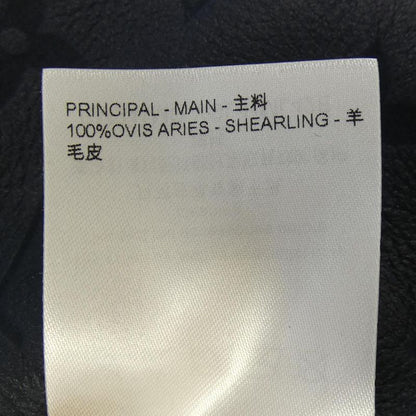 PRINCIPAL - MAIN - 主料
100%OVIS ARIES - SHEARLING - 羊
毛皮